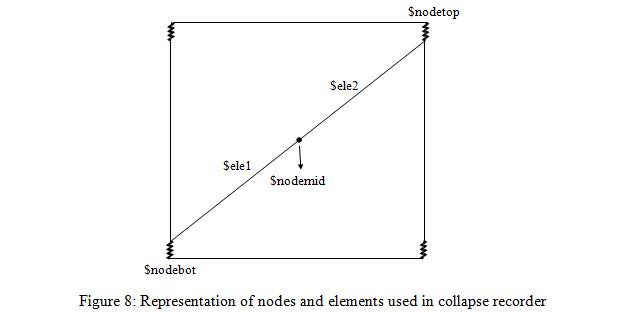 $nodetop
$ele2
$ele1
$nodemid
$nodebot
Figure 8: Representation of nodes and elements used in collapse recorder